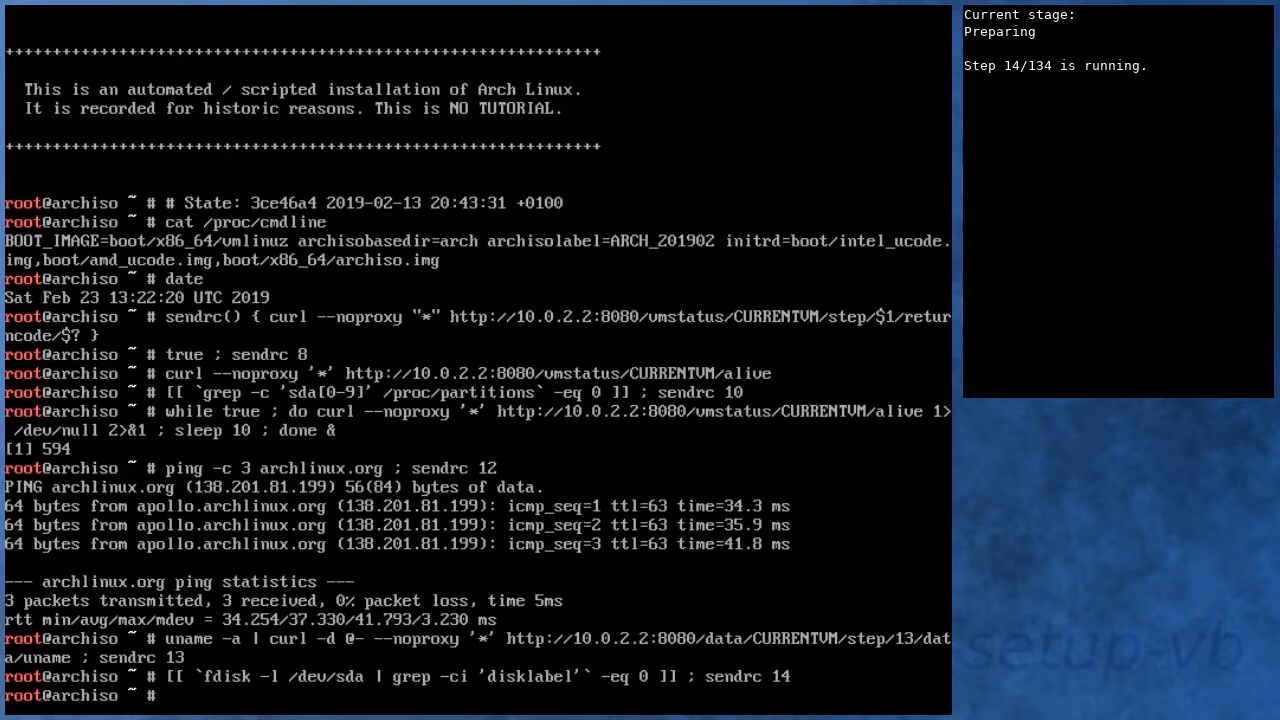 ++++++++++++++++++++++++++++++++++++++++++++++++++++++++++++++++
This is an automated / scripted installation of Arch Linux.
It is recorded for historic reasons. This is NO TUTORIAL.
++++++++++++++++++++++++++++++++++++++++++++++++++++++++++++++++
root@archiso ~ # # State: 3ce46a4 2019-02-13 20:43:31 +0100
root@archiso ~ # cat /proc/cmdline
BOOT_IMAGE=boot/x86_64/vmlinuz archisobasedir=arch archisolabel=ARCH_201902 initrd=boot/intel_ucode.
img,boot/amd_ucode.img,boot/x86_64/archiso.img
root@archiso ~ # date
Sat Feb 23 13:22:20 UTC 2019
root@archiso ~ # sendrc() { curl --noproxy "*" http://10.0.2.2:8080/vmstatus/CURRENTVM/step/$1/retur
ncode/$? }
root@archiso ~ # true ; sendrc 8
root@archiso ~ # curl --noproxy '*' http://10.0.2.2:8080/vmstatus/CURRENTVM/alive
root@archiso ~ # [[ `grep -c 'sda[0-9]' /proc/partitions` -eq 0 ]] ; sendrc 10
root@archiso ~ # while true ; do curl --noproxy '*' http://10.0.2.2:8080/vmstatus/CURRENTVM/alive 1>
/dev/null 2>&1 ; sleep 10 ; done &
[1] 594
root@archiso ~ # ping -c 3 archlinux.org ; sendrc 12
PING archlinux.org (138.201.81.199) 56(84) bytes of data.
64 bytes from apollo.archlinux.org (138.201.81.199): icmp_seq=1 ttl=63 time=34.3 ms
64 bytes from apollo.archlinux.org (138.201.81.199): icmp_seq=2 ttl=63 time=35.9 ms
64 bytes from apollo.archlinux.org (138.201.81.199): icmp_seq=3 ttl=63 time=41.8 ms
--- archlinux.org ping statistics ---
3 packets transmitted, 3 received, 0% packet loss, time 5ms
rtt min/avg/max/mdev = 34.254/37.330/41.793/3.230 ms
root@archiso ~ # uname -a | curl -d @- --noproxy '*' http://10.0.2.2:8080/data/CURRENTVM/step/13/dat
a/uname ; sendrc 13
root@archiso ~ # [[ `fdisk -l /dev/sda | grep -ci 'disklabel'` -eq 0 ]] ; sendrc 14
root@archiso ~ #
Current stage:
Preparing
Step 14/134 is running.
setup-vb